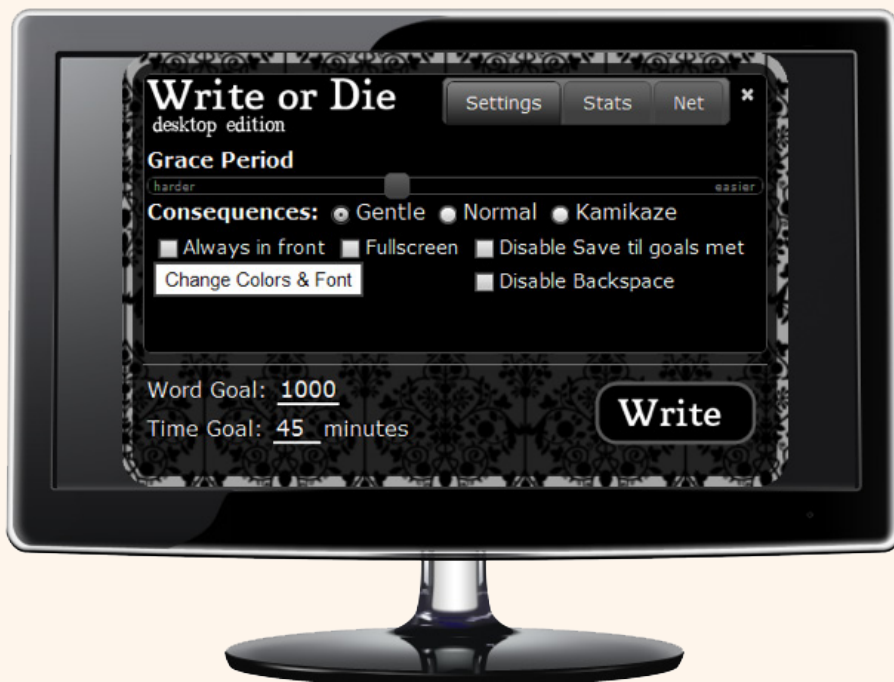 Write or Die
desktop edition
Settings Stats Net ×
Grace Period
harder easier
Consequences: Gentle Normal Kamikaze
Always in front Fullscreen Disable Save til goals met
Change Colors & Font Disable Backspace
Word Goal: 1000
Time Goal: 45 minutes
Write